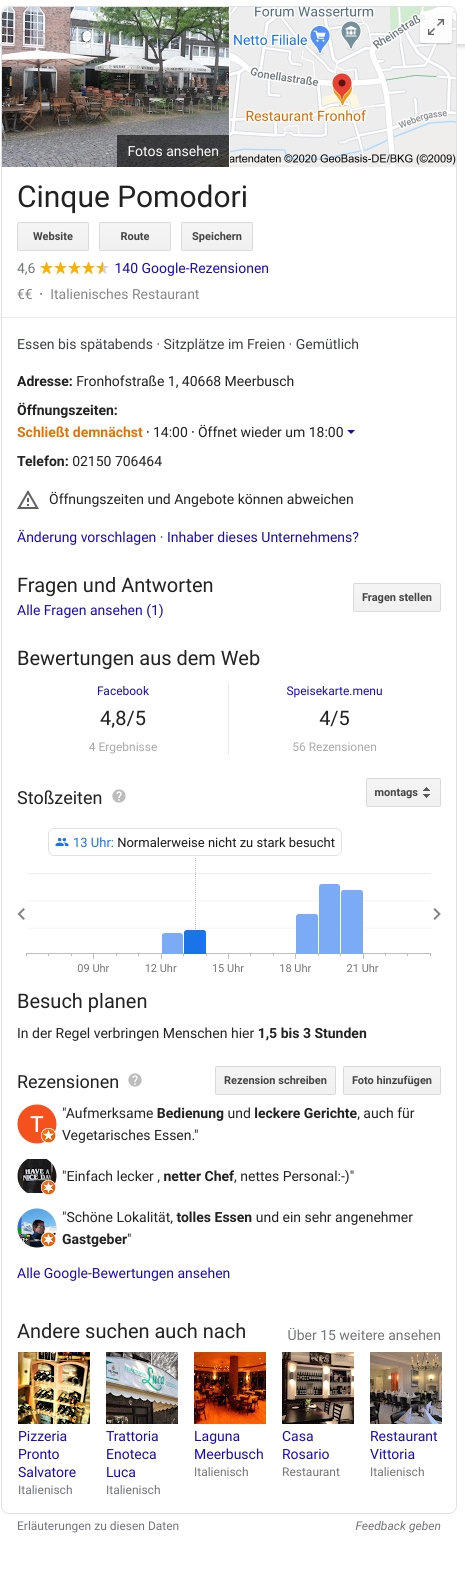 Forum Wasserturm
Netto Filiale
Rheinstraß
Gonellastraße
Restaurant Fronhof
Webergasse
Fotos ansehen
artendaten ©2020 GeoBasis-DE/BKG (©2009)
Cinque Pomodori
Website Route Speichern
4,6 140 Google-Rezensionen
€€ · Italienisches Restaurant
Essen bis spätabends · Sitzplätze im Freien · Gemütlich
Adresse: Fronhofstraße 1, 40668 Meerbusch
Öffnungszeiten:
Schließt demnächst · 14:00 · Öffnet wieder um 18:00
Telefon: 02150 706464
Öffnungszeiten und Angebote können abweichen
Änderung vorschlagen · Inhaber dieses Unternehmens?
Fragen und Antworten
Alle Fragen ansehen (1)
Fragen stellen
Bewertungen aus dem Web
Facebook Speisekarte.menu
4,8/5 4/5
4 Ergebnisse 56 Rezensionen
Stoßzeiten ? montags
13 Uhr: Normalerweise nicht zu stark besucht
09 Uhr 12 Uhr 15 Uhr 18 Uhr 21 Uhr
Besuch planen
In der Regel verbringen Menschen hier 1,5 bis 3 Stunden
Rezensionen ? Rezension schreiben Foto hinzufügen
T
"Aufmerksame Bedienung und leckere Gerichte, auch für
Vegetarisches Essen."
HAVE A
NICE DAY
"Einfach lecker , netter Chef, nettes Personal:-)"
"Schöne Lokalität, tolles Essen und ein sehr angenehmer
Gastgeber"
Alle Google-Bewertungen ansehen
Andere suchen auch nach Über 15 weitere ansehen
Luca
Pizzeria
Pronto
Salvatore
Italienisch
Trattoria
Enoteca
Luca
Italienisch
Laguna
Meerbusch
Italienisch
Casa
Rosario
Restaurant
Restaurant
Vittoria
Italienisch
Erläuterungen zu diesen Daten Feedback geben